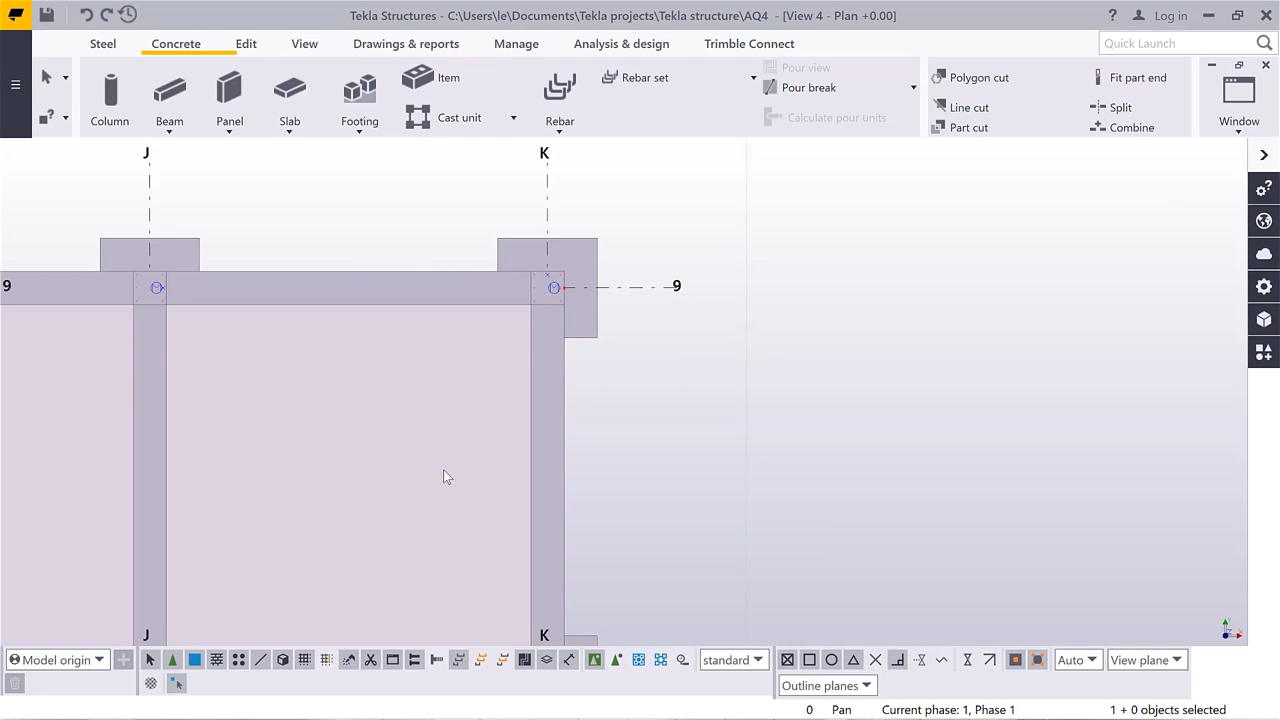 Tekla Structures - C:\Users\le\Documents\Tekla projects\Tekla structure\AQ4 - [View 4 - Plan +0.00]
Log in
Steel
Concrete
Edit
View
Drawings & reports
Manage
Analysis & design
Trimble Connect
Quick Launch
Column
Beam
Panel
Slab
Footing
Item
Cast unit
Rebar
Rebar set
Pour view
Pour break
Calculate pour units
Polygon cut
Line cut
Part cut
Fit part end
Split
Combine
Window
J
K
9
9
J
K
Model origin
standard
Auto
View plane
Outline planes
0
Pan
Current phase: 1, Phase 1
1 + 0 objects selected